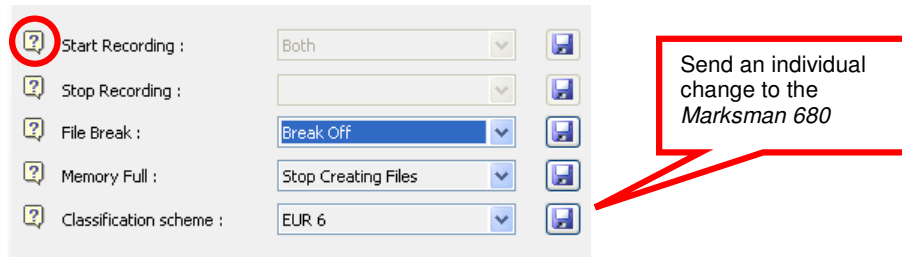 Start Recording : Both
Stop Recording :
File Break : Break Off
Memory Full : Stop Creating Files
Classification scheme : EUR 6
Send an individual
change to the
Marksman 680